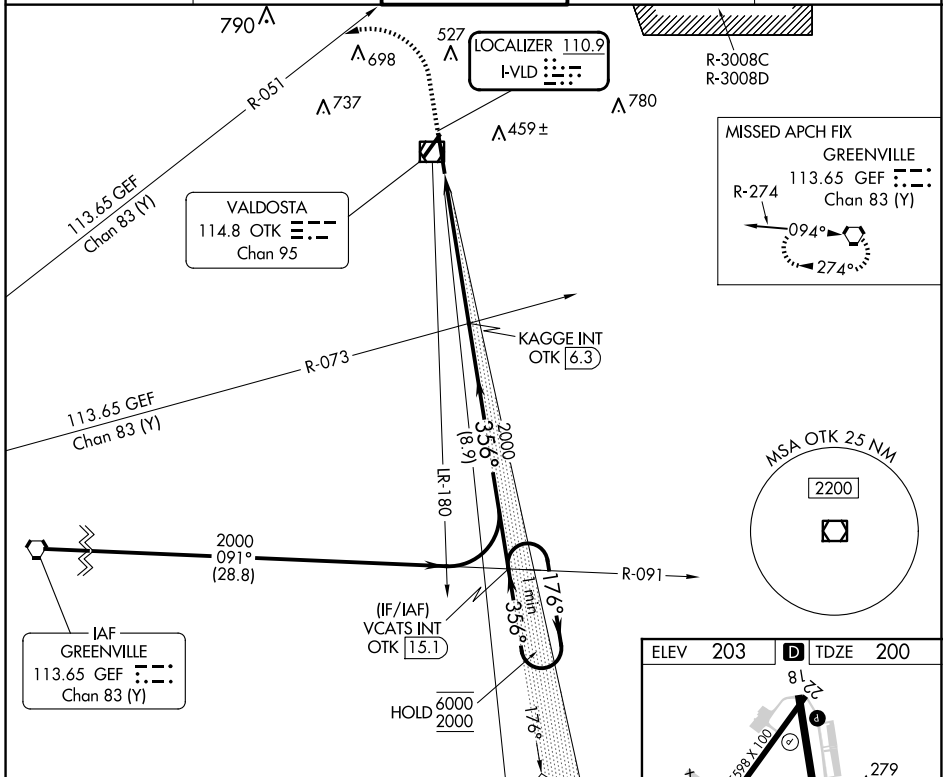 790
698
527
737
459 ±
780
LOCALIZER 110.9
I-VLD
R-3008C
R-3008D
R-051
113.65 GEF
Chan 83 (Y)
VALDOSTA
114.8 OTK
Chan 95
MISSED APCH FIX
GREENVILLE
113.65 GEF
Chan 83 (Y)
R-274
094°
274°
KAGGE INT
OTK 6.3
R-073
113.65 GEF
Chan 83 (Y)
2000
356°
(8.9)
LR-180
MSA OTK 25 NM
2200
2000
091°
(28.8)
R-091
IAF
GREENVILLE
113.65 GEF
Chan 83 (Y)
(IF/IAF)
VCATS INT
OTK 15.1
1 min
176°
356°
HOLD 6000
2000
176°
ELEV 203 D TDZE 200
18
22
P
P
598 X 100
279